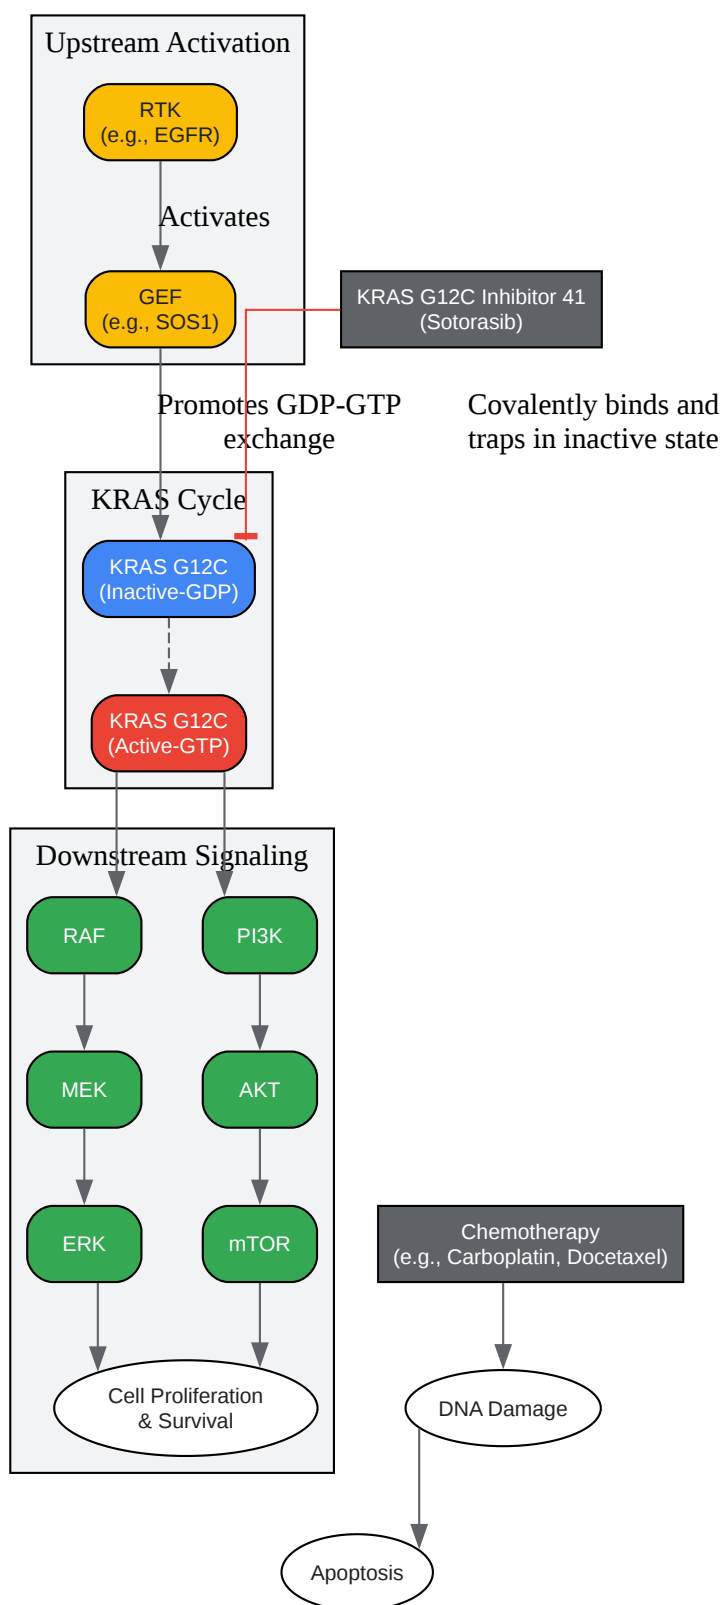 Upstream Activation
RTK
(e.g., EGFR)
Activates
GEF
(e.g., SOS1)
KRAS G12C Inhibitor 41
(Sotorasib)
Promotes GDP-GTP
exchange
Covalently binds and
traps in inactive state
KRAS Cycle
KRAS G12C
(Inactive-GDP)
KRAS G12C
(Active-GTP)
Downstream Signaling
RAF
PI3K
MEK
AKT
ERK
mTOR
Chemotherapy
(e.g., Carboplatin, Docetaxel)
Cell Proliferation
& Survival
DNA Damage
Apoptosis